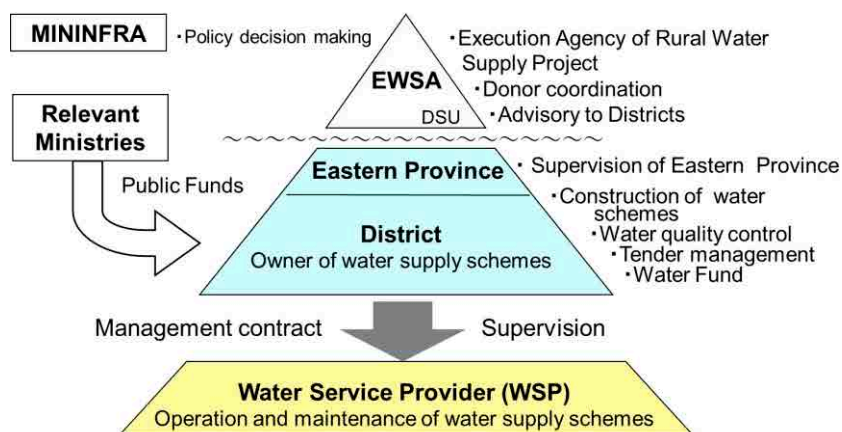 MININFRA
・Policy decision making
EWSA
DSU
・Execution Agency of Rural Water
Supply Project
・Donor coordination
・Advisory to Districts
Relevant
Ministries
Public Funds
Eastern Province
・Supervision of Eastern Province
District
Owner of water supply schemes
・Construction of water
schemes
・Water quality control
・Tender management
・Water Fund
Management contract
Supervision
Water Service Provider (WSP)
Operation and maintenance of water supply schemes